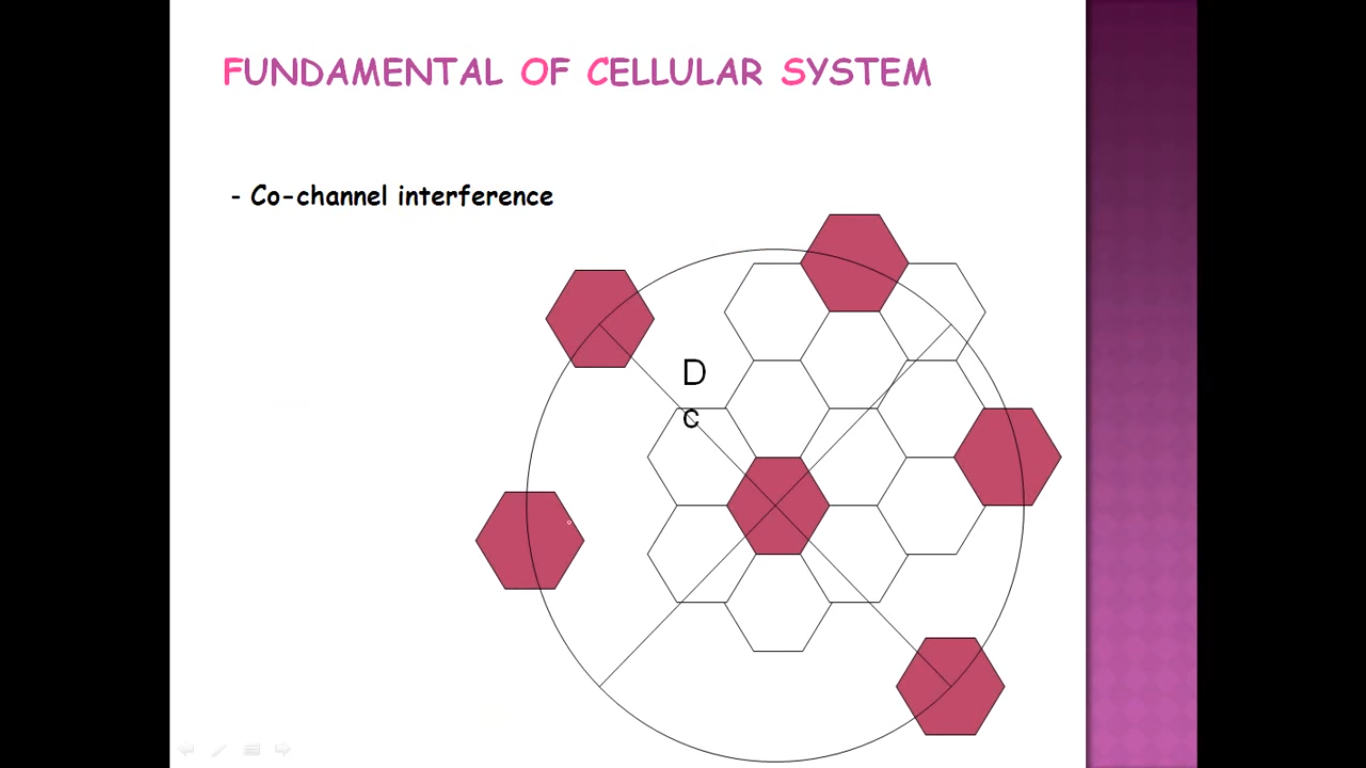 FUNDAMENTAL OF CELLULAR SYSTEM
- Co-channel interference
D
c